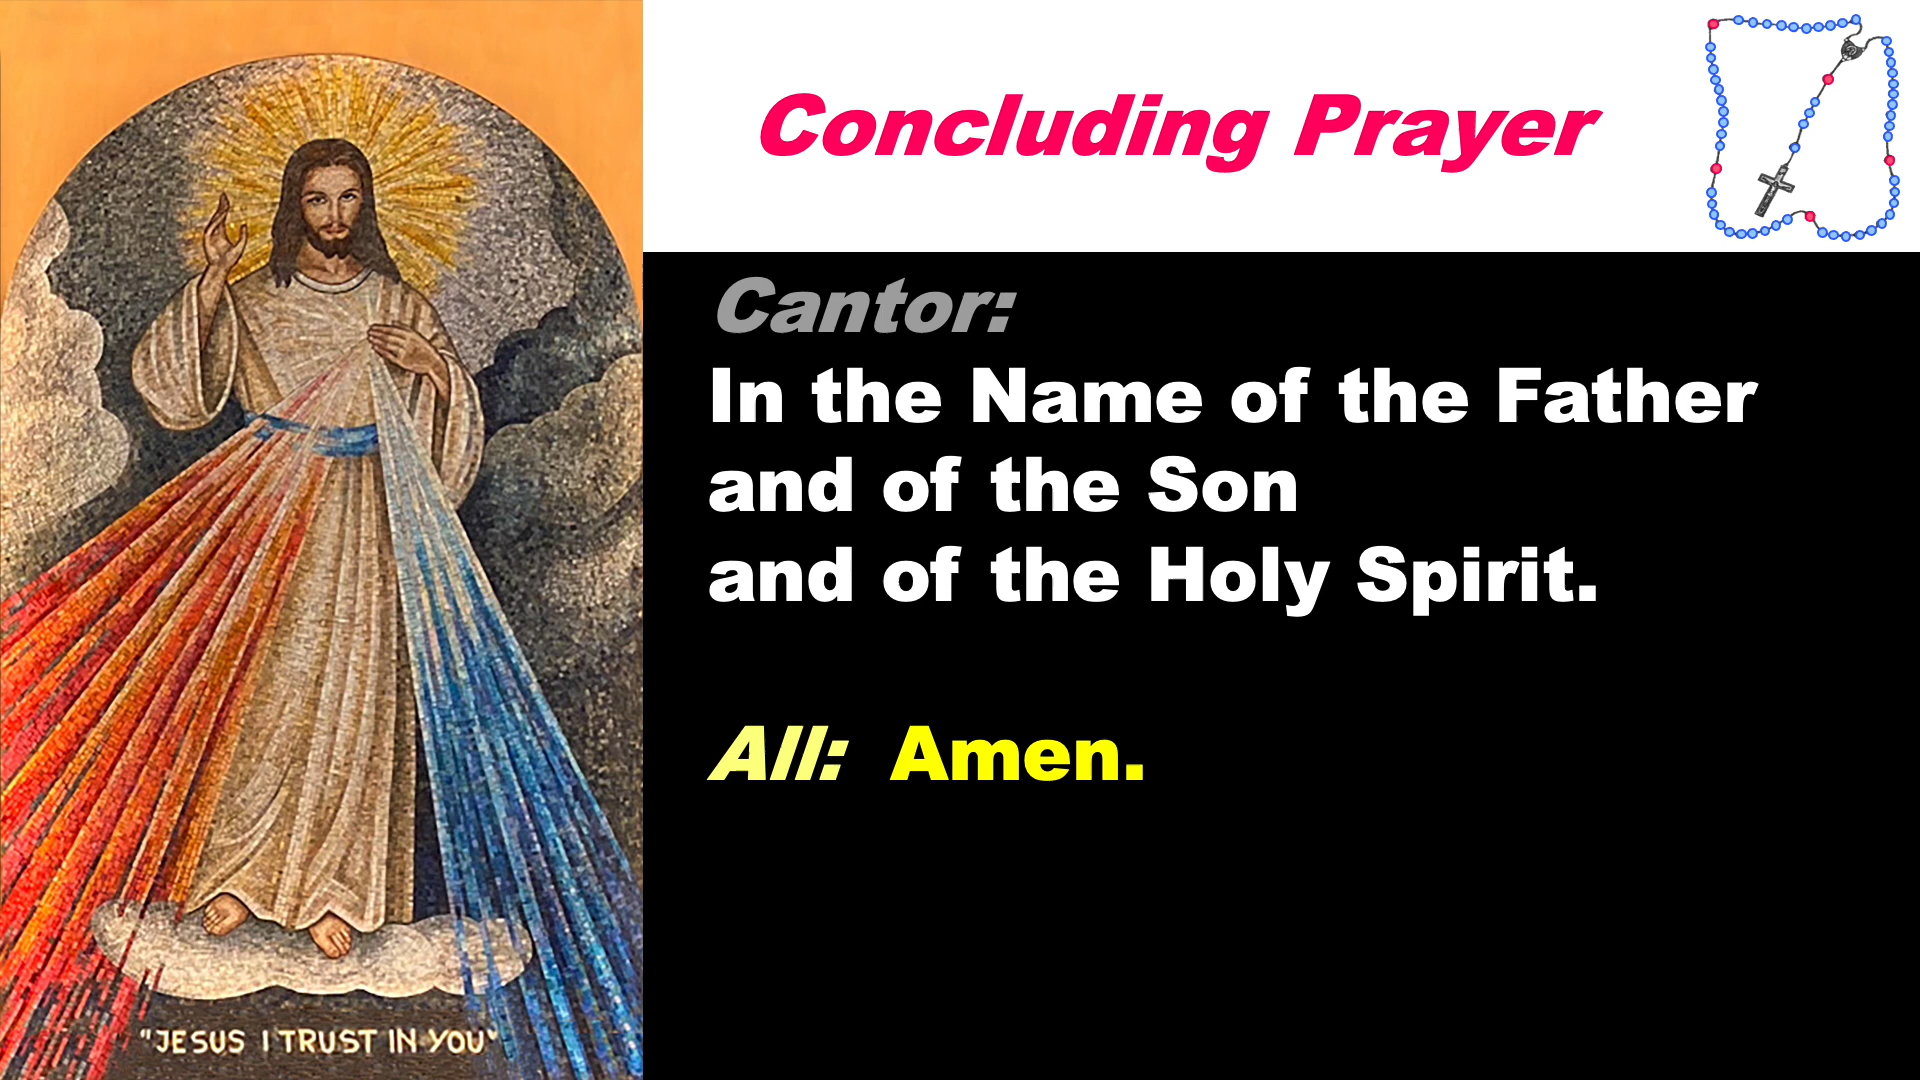 Concluding Prayer
Cantor:
In the Name of the Father
and of the Son
and of the Holy Spirit.
All: Amen.
"JESUS I TRUST IN YOU"